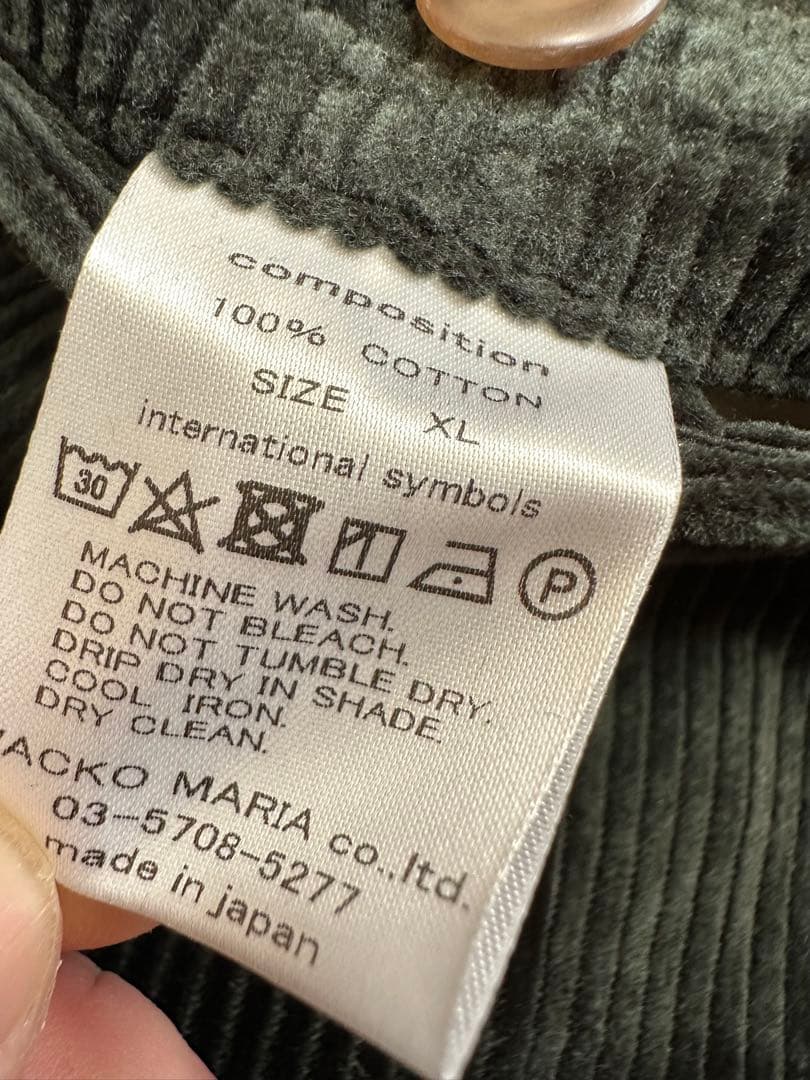 composition
100% COTTON
SIZE XL
international symbols
30 P
MACHINE WASH.
DO NOT BLEACH.
DO NOT TUMBLE DRY.
DRIP DRY IN SHADE.
COOL IRON.
DRY CLEAN.
ACKO MARIA co.,ltd.
03-5708-5277
made in japan